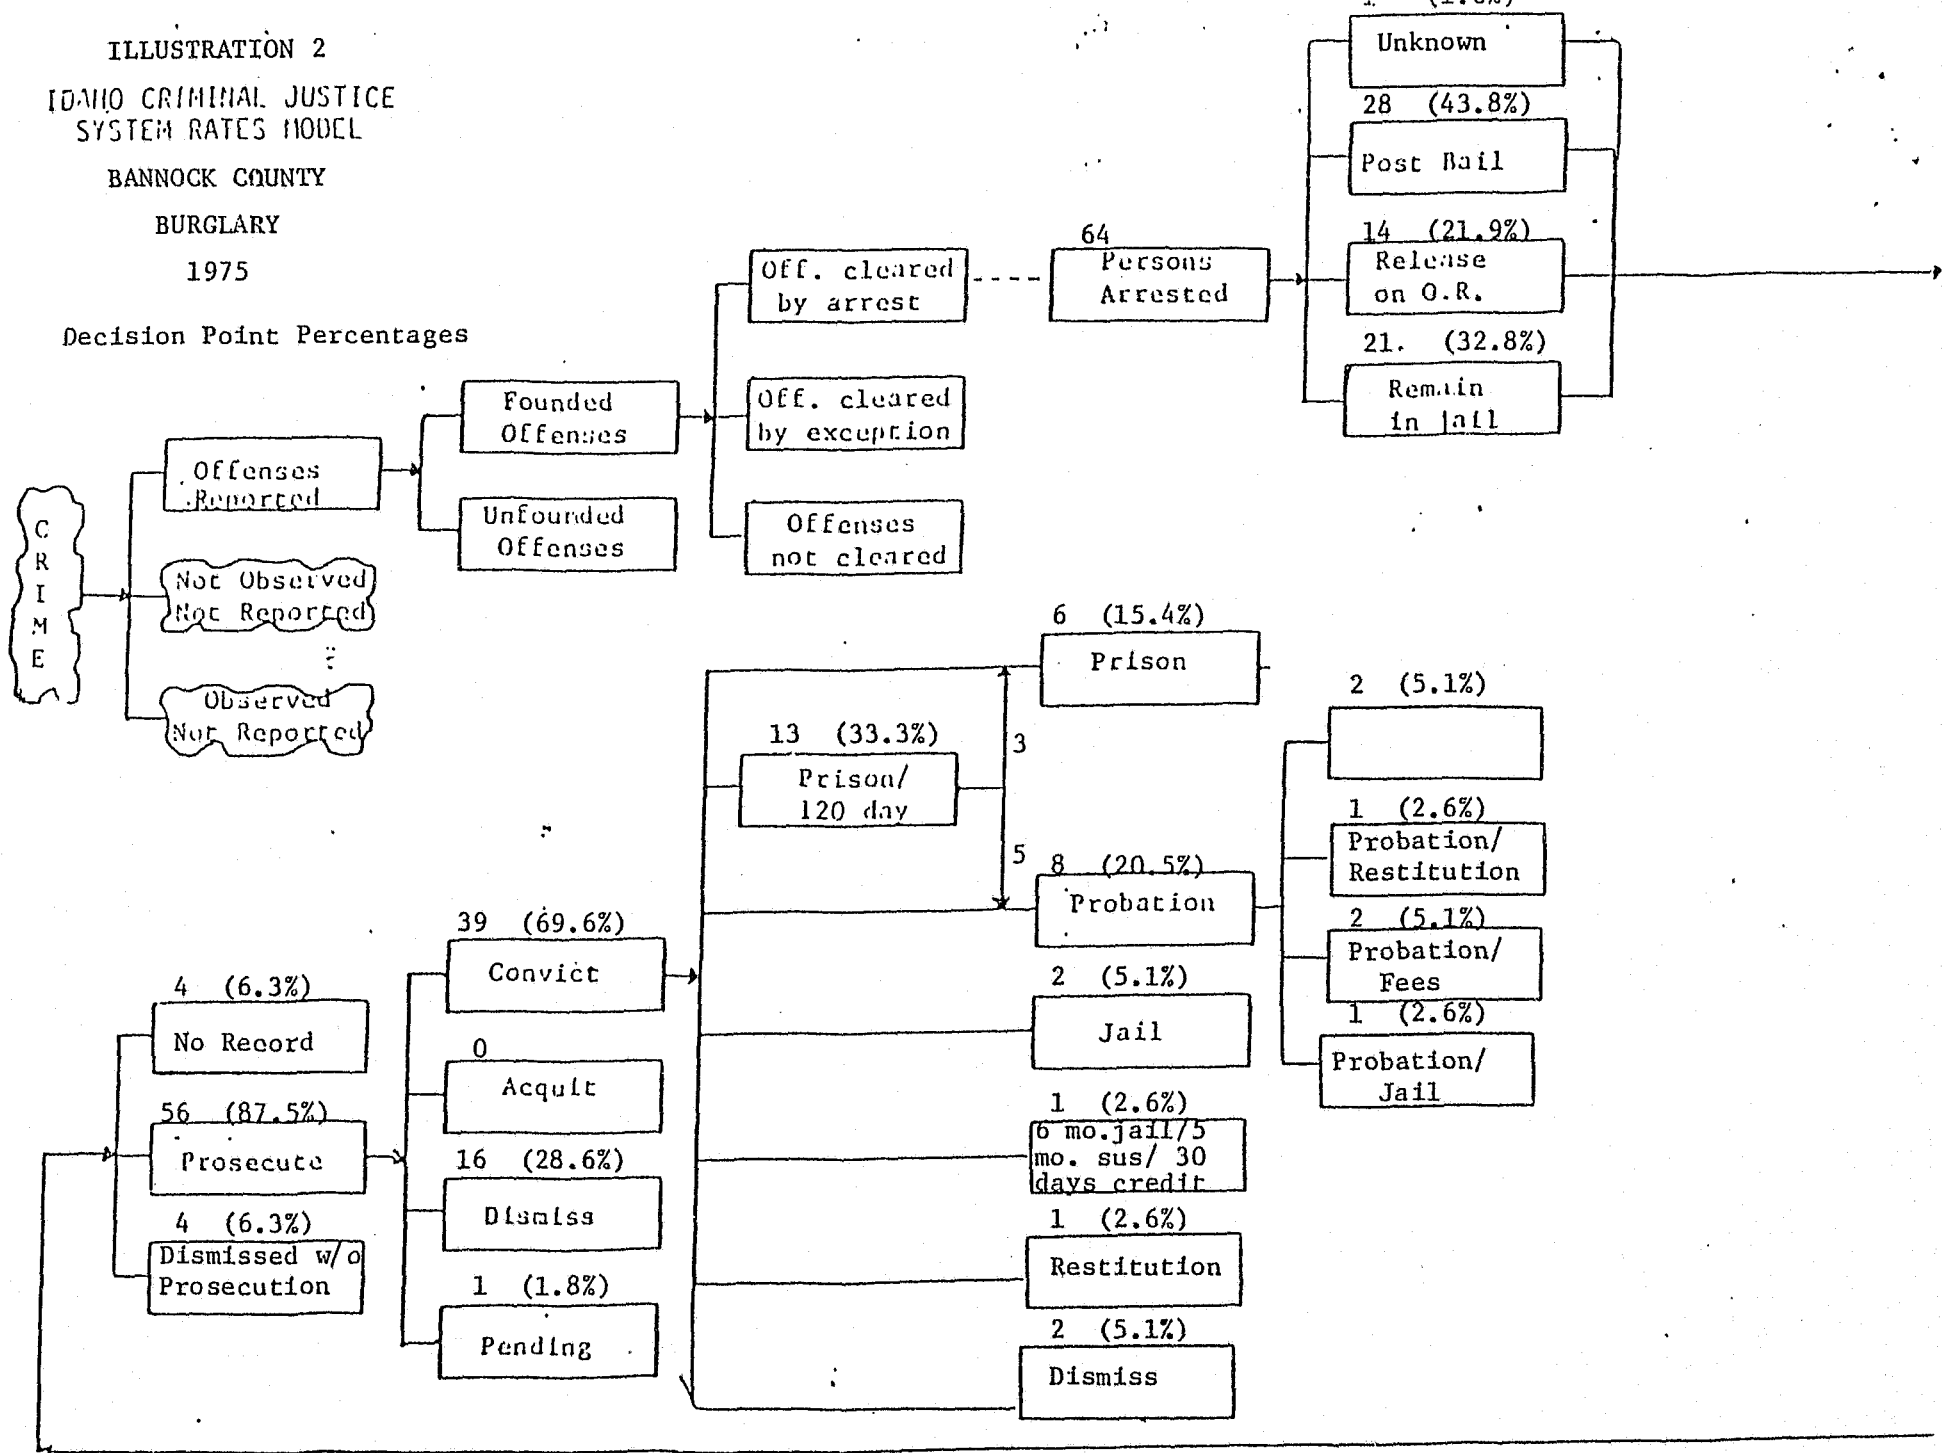 ILLUSTRATION 2
IDAHO CRIMINAL JUSTICE
SYSTEM RATES MODEL
BANNOCK COUNTY
BURGLARY
1975
Decision Point Percentages
C
R
I
M
E
Offenses
Reported
Not Observed
Not Reported
Observed
Not Reported
Founded
Offenses
Unfounded
Offenses
Off. cleared
by arrest
Off. cleared
by exception
Offenses
not cleared
64
Persons
Arrested
Unknown
28 (43.8%)
Post Bail
14 (21.9%)
Release
on O.R.
21. (32.8%)
Remain
in jail
4 (6.3%)
No Record
56 (87.5%)
Prosecute
4 (6.3%)
Dismissed w/o
Prosecution
39 (69.6%)
Convict
0
Acquit
16 (28.6%)
Dismiss
1 (1.8%)
Pending
13 (33.3%)
Prison/
120 day
3
5
6 (15.4%)
Prison
8 (20.5%)
Probation
2 (5.1%)
Jail
1 (2.6%)
6 mo.jail/5
mo. sus/ 30
days credit
1 (2.6%)
Restitution
2 (5.1%)
Dismiss
2 (5.1%)
1 (2.6%)
Probation/
Restitution
2 (5.1%)
Probation/
Fees
1 (2.6%)
Probation/
Jail